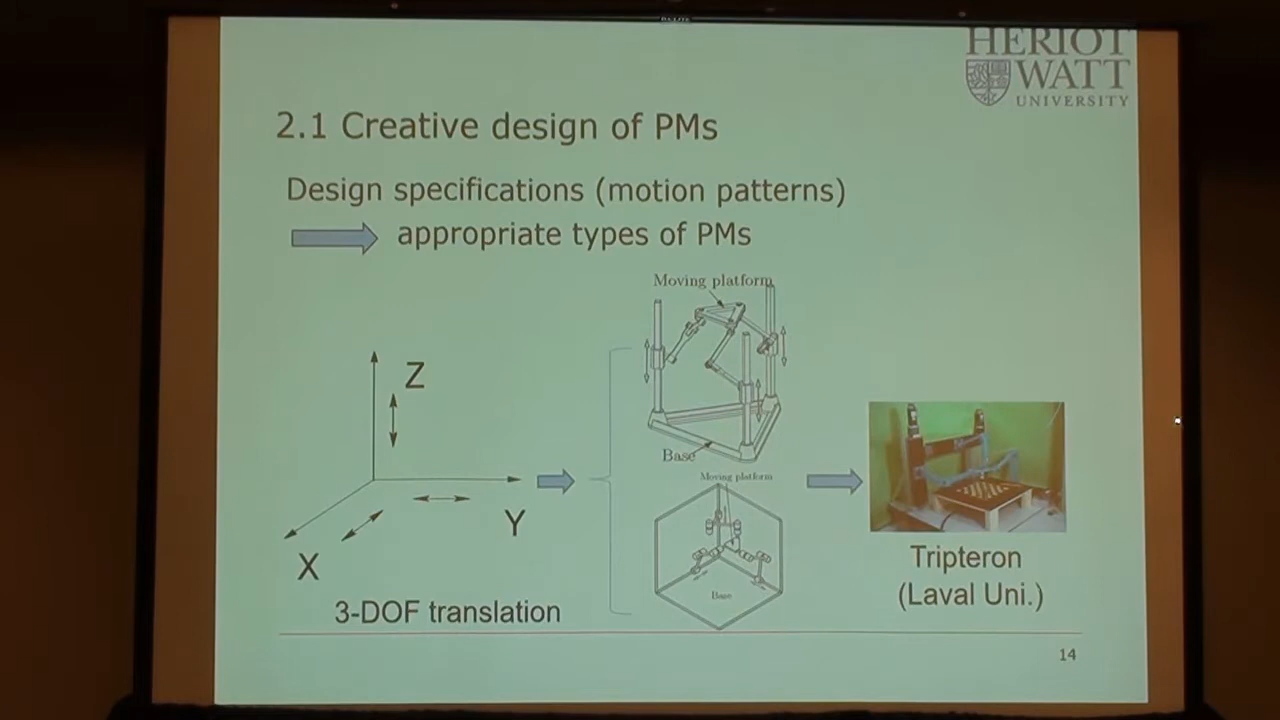 HERIOT
WATT
UNIVERSITY
2.1 Creative design of PMs
Design specifications (motion patterns)
appropriate types of PMs
Moving platform
Z
Base
Moving platform
Y
X
Base
Tripteron
(Laval Uni.)
3-DOF translation
14